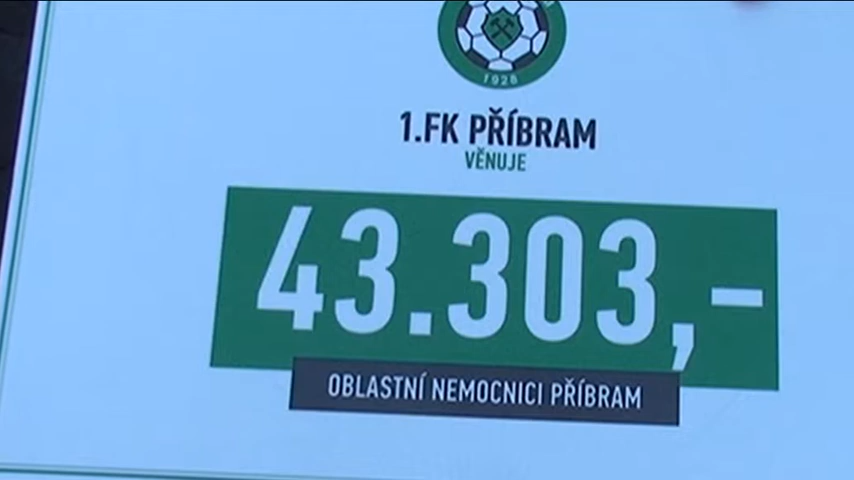 1928
1.FK PŘÍBRAM
VĚNUJE
43.303,-
OBLASTNÍ NEMOCNICI PŘÍBRAM